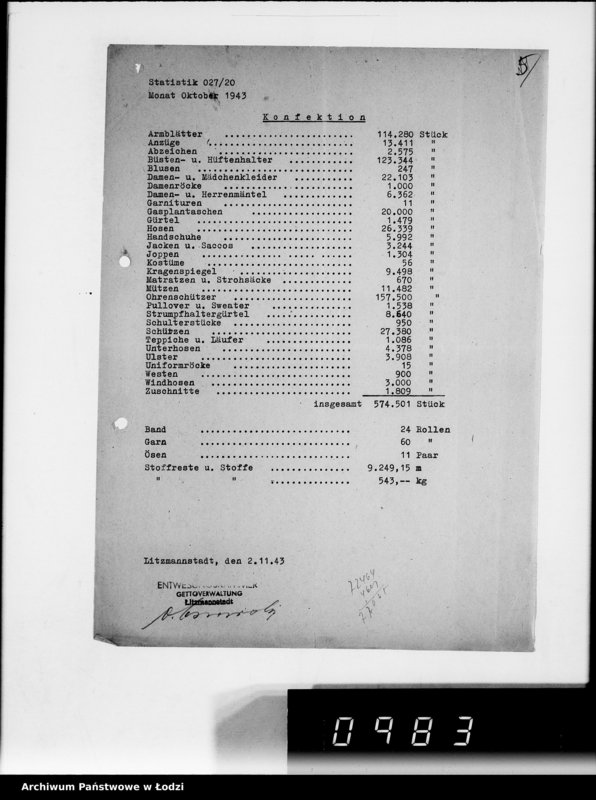 5
Statistik 027/20
Monat Oktober 1943
Konfektion
Armblätter ........................ 114.280 Stück
Anzüge ........................ 13.411 "
Abzeichen ........................ 2.575 "
Büsten- u. Hüftenhalter ............ 123.344 "
Blusen ........................ 247 "
Damen- u. Mädchenkleider ............ 22.103 "
Damenröcke ........................ 1.000 "
Damen- u. Herrenmäntel ............ 6.362 "
Garnituren ........................ 11 "
Gasplantaschen .................... 20.000 "
Gürtel ........................ 1.479 "
Hosen ........................ 26.339 "
Handschuhe ........................ 5.992 "
Jacken u. Saccos .................... 3.244 "
Joppen ........................ 1.304 "
Kostüme ........................ 56 "
Kragenspiegel .................... 9.498 "
Matratzen u. Strohsäcke ............ 670 "
Mützen ........................ 11.482 "
Ohrenschützer .................... 157.500 "
Pullover u. Sweater ................ 1.538 "
Strumpfhaltergürtel ................ 8.640 "
Schulterstücke .................... 950 "
Schürzen ........................ 27.380 "
Teppiche u. Läufer ................ 1.086 "
Unterhosen ........................ 4.378 "
Ulster ........................ 3.908 "
Uniformröcke .................... 15 "
Westen ........................ 900 "
Windhosen ........................ 3.000 "
Zuschnitte ........................ 1.809 "
insgesamt 574.501 Stück
Band ........................ 24 Rollen
Garn ........................ 60 "
Ösen ........................ 11 Paar
Stoffreste u. Stoffe ............... 9.249,15 m
" " ............... 543,-- kg
Litzmannstadt, den 2.11.43
GETTOVERWALTUNG
Litzmannstadt
0983
Archiwum Państwowe w Łodzi